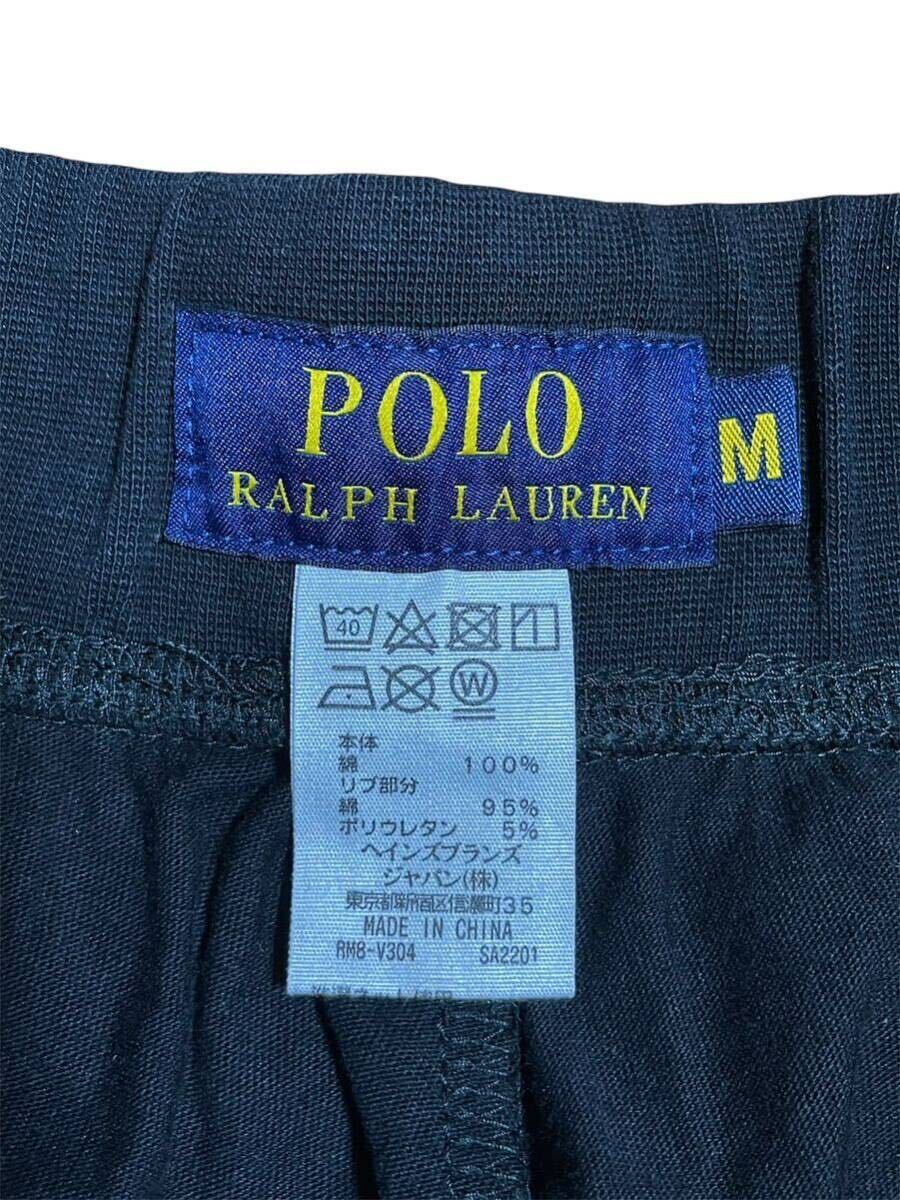 POLO
RALPH LAUREN
M
40
W
本体
綿 100%
リブ部分
綿 95%
ポリウレタン 5%
ヘインズブランズ
ジャパン(株)
東京都新宿区信濃町35
MADE IN CHINA
RM8-V304 SA2201